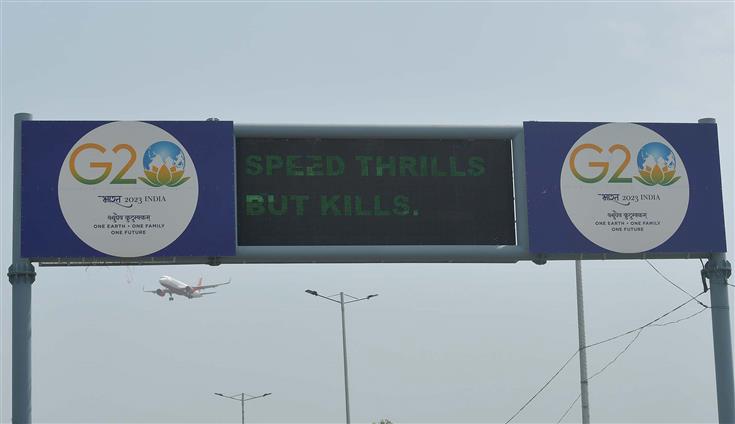 G20
भारत 2023 INDIA
वसुधैव कुटुम्बकम्
ONE EARTH • ONE FAMILY
ONE FUTURE
SPEED THRILLS
BUT KILLS.
G20
भारत 2023 INDIA
वसुधैव कुटुम्बकम्
ONE EARTH • ONE FAMILY
ONE FUTURE